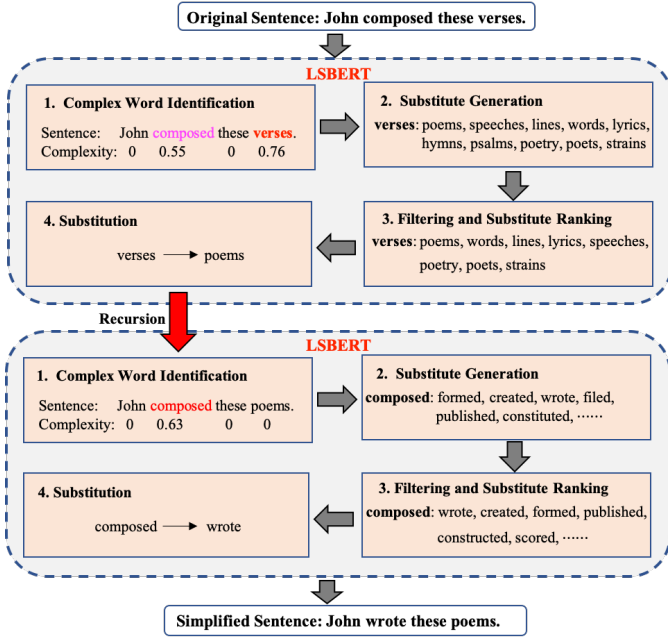 Original Sentence: John composed these verses.
LSBERT
1. Complex Word Identification
Sentence: John composed these verses.
Complexity: 0 0.55 0 0.76
2. Substitute Generation
verses: poems, speeches, lines, words, lyrics,
hymns, psalms, poetry, poets, strains
3. Filtering and Substitute Ranking
verses: poems, words, lines, lyrics, speeches,
poetry, poets, strains
4. Substitution
verses → poems
Recursion
LSBERT
1. Complex Word Identification
Sentence: John composed these poems.
Complexity: 0 0.63 0 0
2. Substitute Generation
composed: formed, created, wrote, filed,
published, constituted, ······
3. Filtering and Substitute Ranking
composed: wrote, created, formed, published,
constructed, scored, ······
4. Substitution
composed → wrote
Simplified Sentence: John wrote these poems.